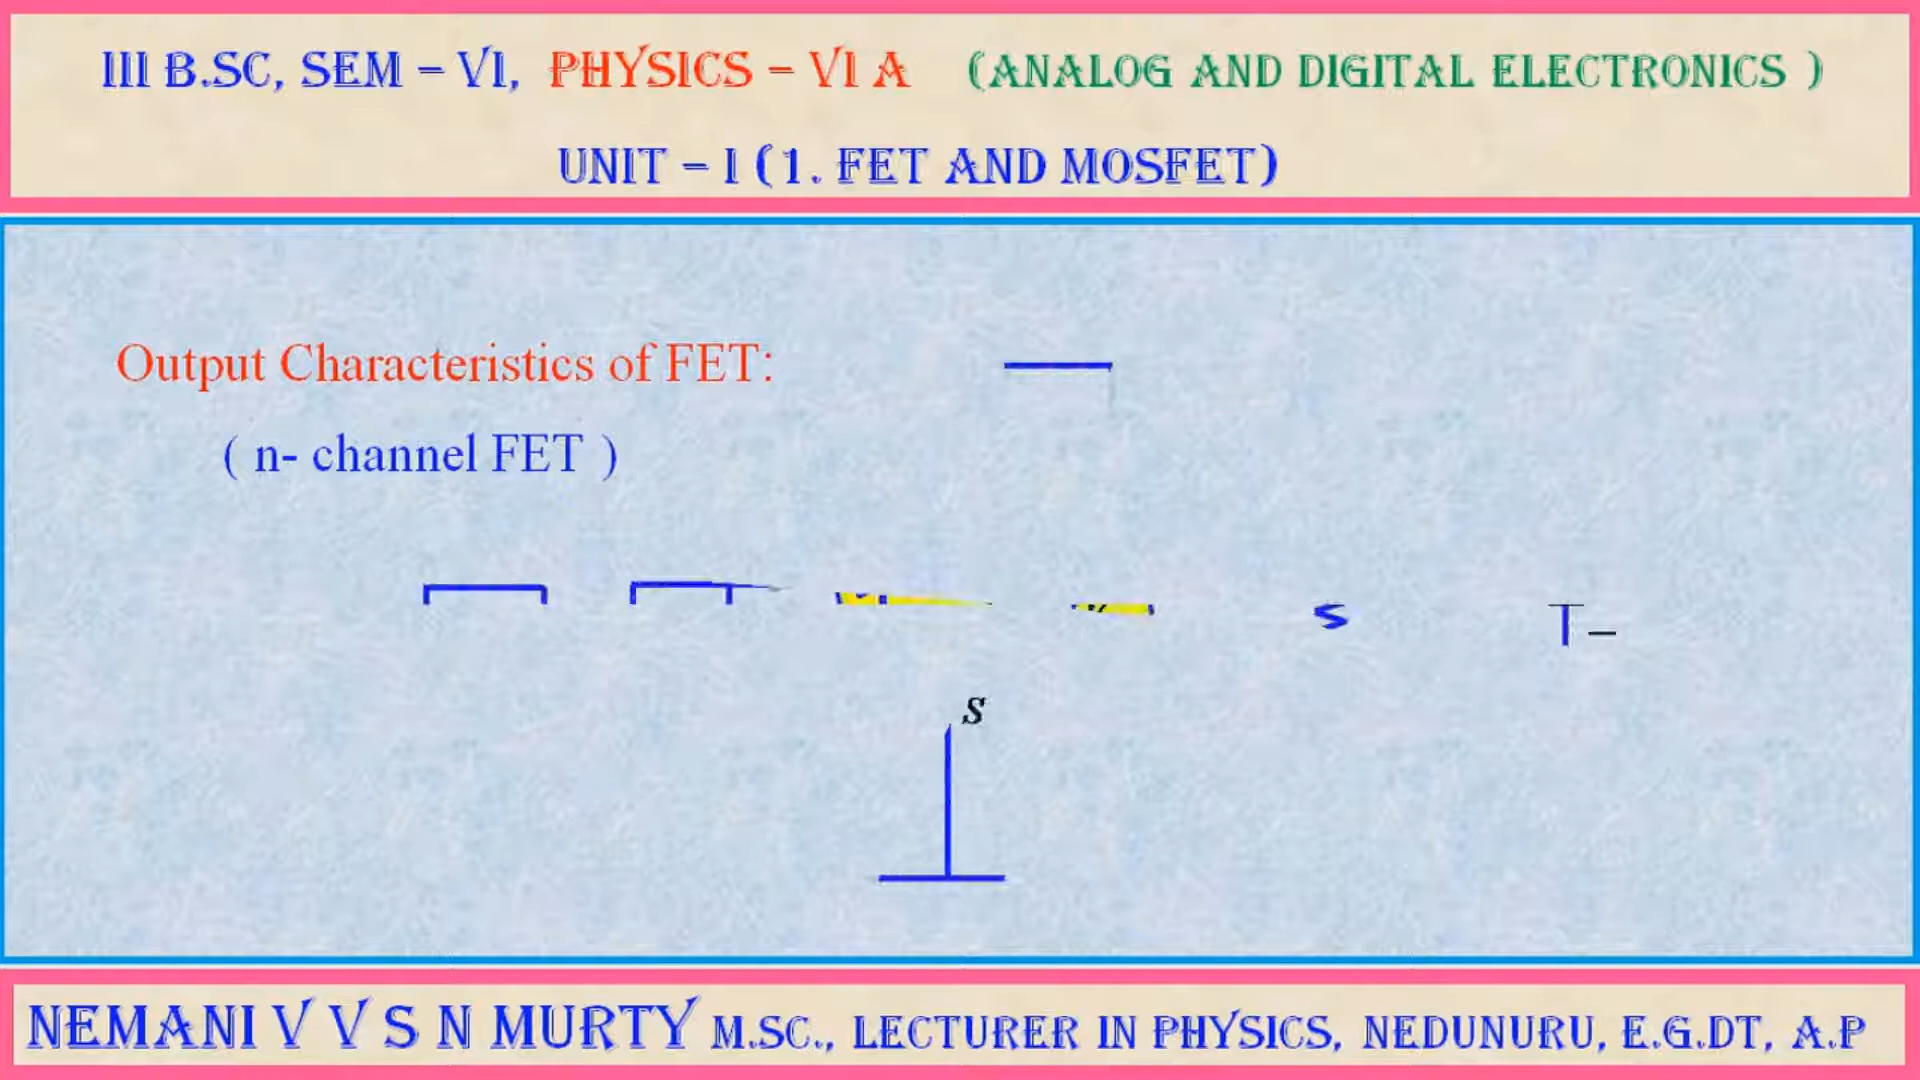 III B.SC, SEM – VI, PHYSICS – VI A (ANALOG AND DIGITAL ELECTRONICS )
UNIT – I (1. FET AND MOSFET)
Output Characteristics of FET:
( n- channel FET )
S
NEMANI V V S N MURTY M.SC., LECTURER IN PHYSICS, NEDUNURU, E.G.DT, A.P